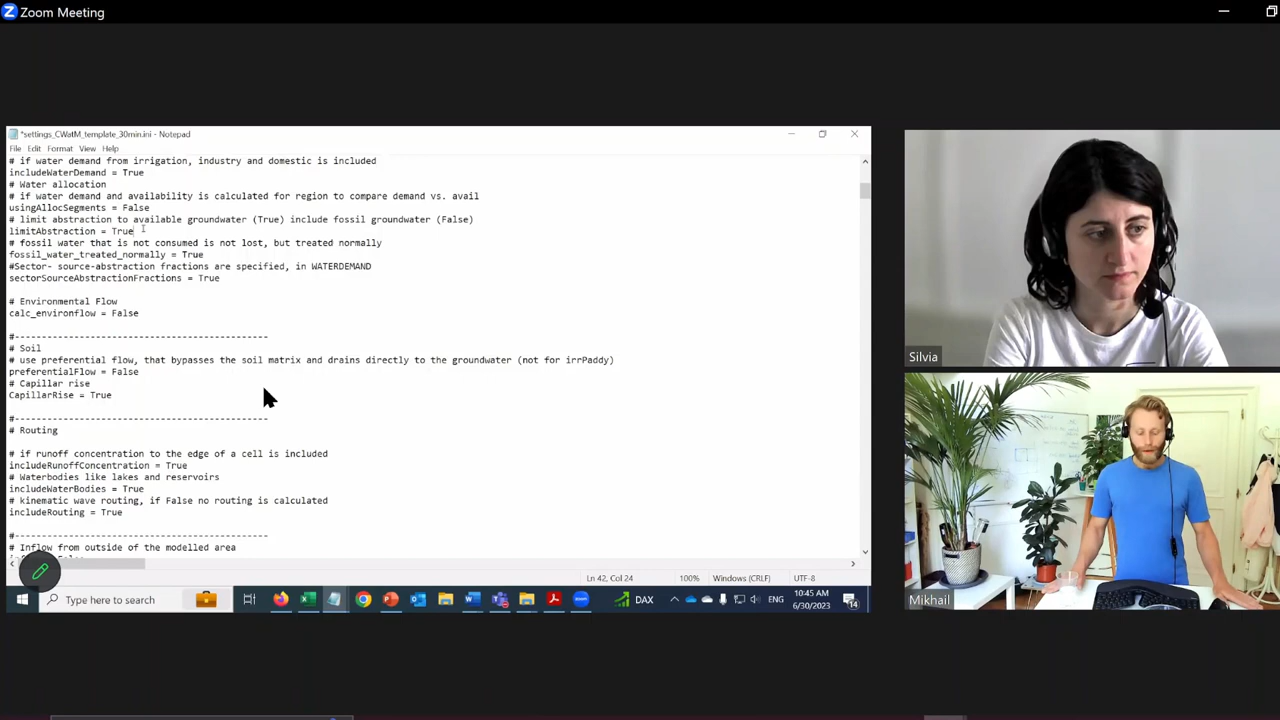 Zoom Meeting
*settings_CWatM_template_30min.ini - Notepad
File Edit Format View Help
# if water demand from irrigation, industry and domestic is included
includeWaterDemand = True
# Water allocation
# if water demand and availability is calculated for region to compare demand vs. avail
usingAllocSegments = False
# limit abstraction to available groundwater (True) include fossil groundwater (False)
limitAbstraction = True
# fossil water that is not consumed is not lost, but treated normally
fossil_water_treated_normally = True
#Sector- source-abstraction fractions are specified, in WATERDEMAND
sectorSourceAbstractionFractions = True
# Environmental Flow
calc_environflow = False
#--------------------------------------------
# Soil
# use preferential flow, that bypasses the soil matrix and drains directly to the groundwater (not for irrPaddy)
preferentialFlow = False
# Capillar rise
CapillarRise = True
#--------------------------------------------
# Routing
# if runoff concentration to the edge of a cell is included
includeRunoffConcentration = True
# Waterbodies like lakes and reservoirs
includeWaterBodies = True
# kinematic wave routing, if False no routing is calculated
includeRouting = True
#--------------------------------------------
# Inflow from outside of the modelled area
Ln 42, Col 24 100% Windows (CRLF) UTF-8
Type here to search
DAX
ENG
10:45 AM
6/30/2023
14
Silvia
Mikhail